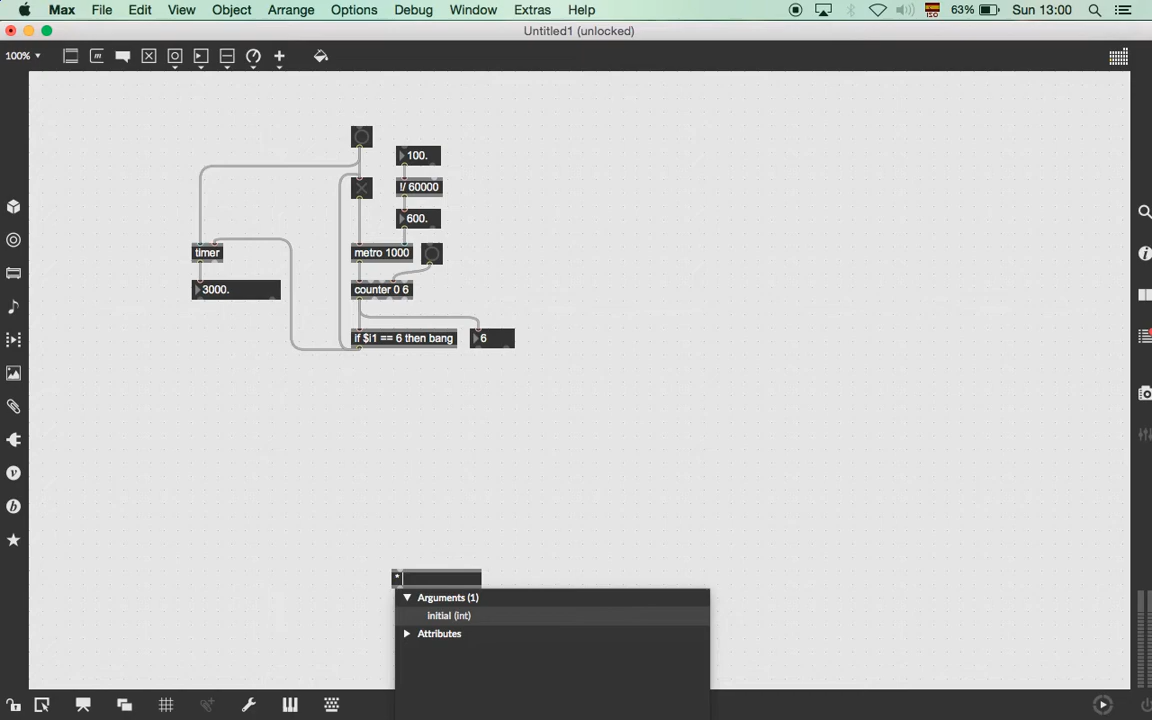 Max File Edit View Object Arrange Options Debug Window Extras Help ISO 63% Sun 13:00
Untitled1 (unlocked)
100%
100.
!/ 60000
600.
timer
metro 1000
3000.
counter 0 6
if $i1 == 6 then bang
6
*
Arguments (1)
initial (int)
Attributes